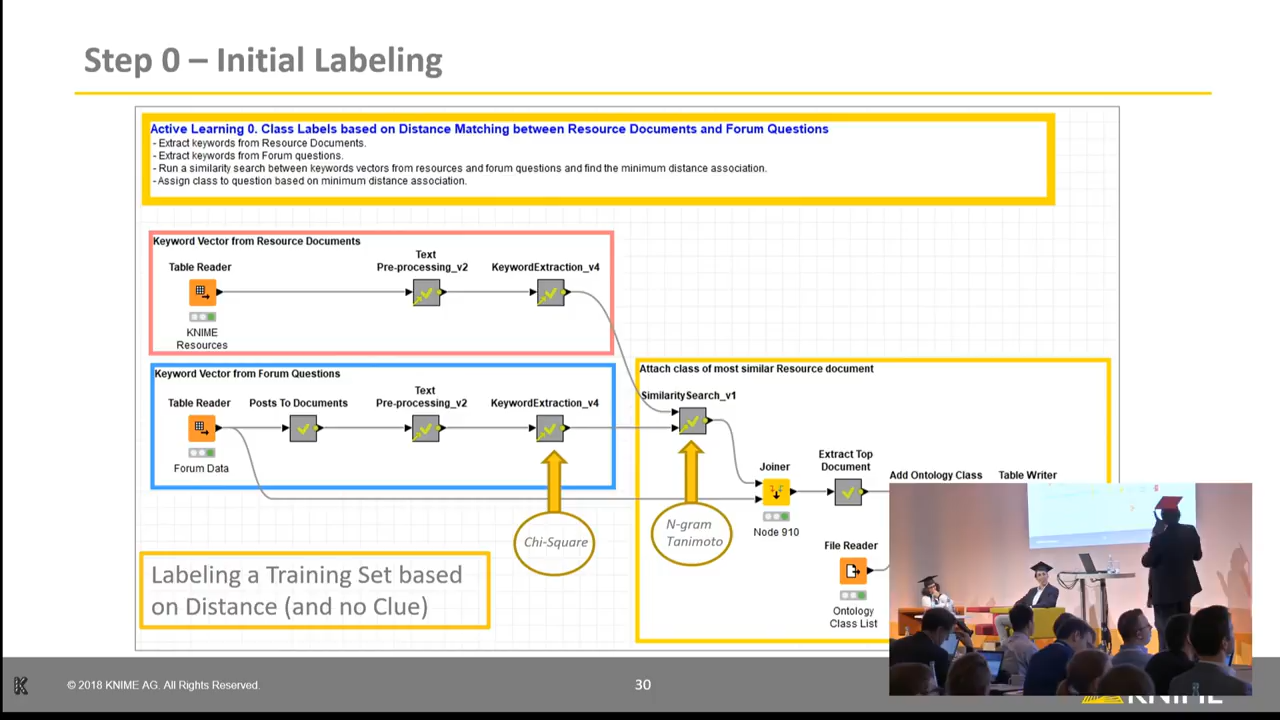 Step 0 – Initial Labeling
Active Learning 0. Class Labels based on Distance Matching between Resource Documents and Forum Questions
- Extract keywords from Resource Documents.
- Extract keywords from Forum questions.
- Run a similarity search between keywords vectors from resources and forum questions and find the minimum distance association.
- Assign class to question based on minimum distance association.
Keyword Vector from Resource Documents
Table Reader
Text
Pre-processing_v2
KeywordExtraction_v4
KNIME
Resources
Keyword Vector from Forum Questions
Table Reader
Posts To Documents
Text
Pre-processing_v2
KeywordExtraction_v4
Forum Data
Attach class of most similar Resource document
SimilaritySearch_v1
Joiner
Node 910
Extract Top
Document
Add Ontology Class
Table Writer
File Reader
Ontology
Class List
Chi-Square
N-gram
Tanimoto
Labeling a Training Set based
on Distance (and no Clue)
© 2018 KNIME AG. All Rights Reserved.
30
KNIME